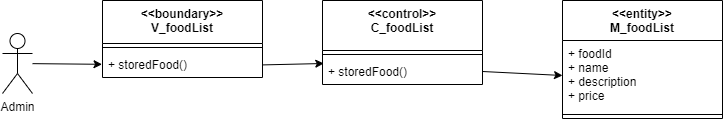 <<boundary>>
V_foodList
+ storedFood()
<<control>>
C_foodList
+ storedFood()
<<entity>>
M_foodList
+ foodId
+ name
+ description
+ price
Admin